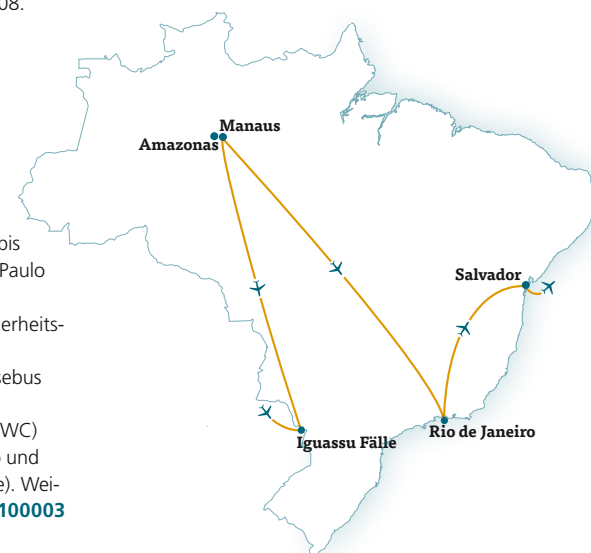 08.
bis
Paulo
erheits-
sebus
WC)
und
e). Wei-
100003
Manaus
Amazonas
Salvador
Rio de Janeiro
Iguassu Fälle